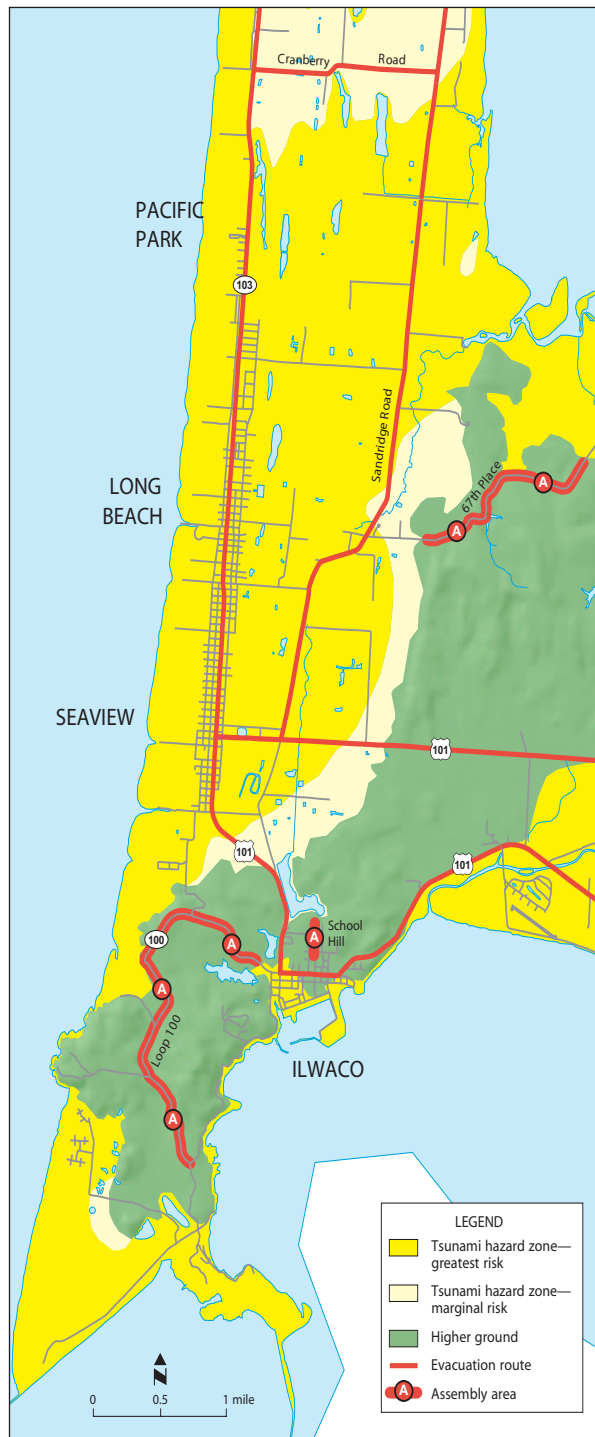 Cranberry Road
PACIFIC
PARK
103
Sandridge Road
LONG
BEACH
67th Place
A
A
SEAVIEW
101
101
101
School
Hill
A
100
A
A
Loop 100
ILWACO
A
LEGEND
Tsunami hazard zone—
greatest risk
Tsunami hazard zone—
marginal risk
Higher ground
Evacuation route
A
Assembly area
N
0 0.5 1 mile